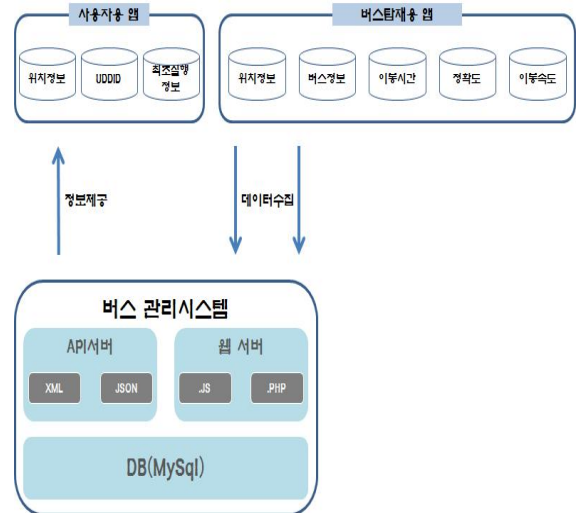 사용자용 앱
버스탑재용 앱
위치정보
UDDID
최조실행
정보
위치정보
버스정보
이동시간
정확도
이동속도
정보제공
데이터수집
버스 관리시스템
API서버
웹 서버
XML
JSON
.JS
.PHP
DB(MySql)